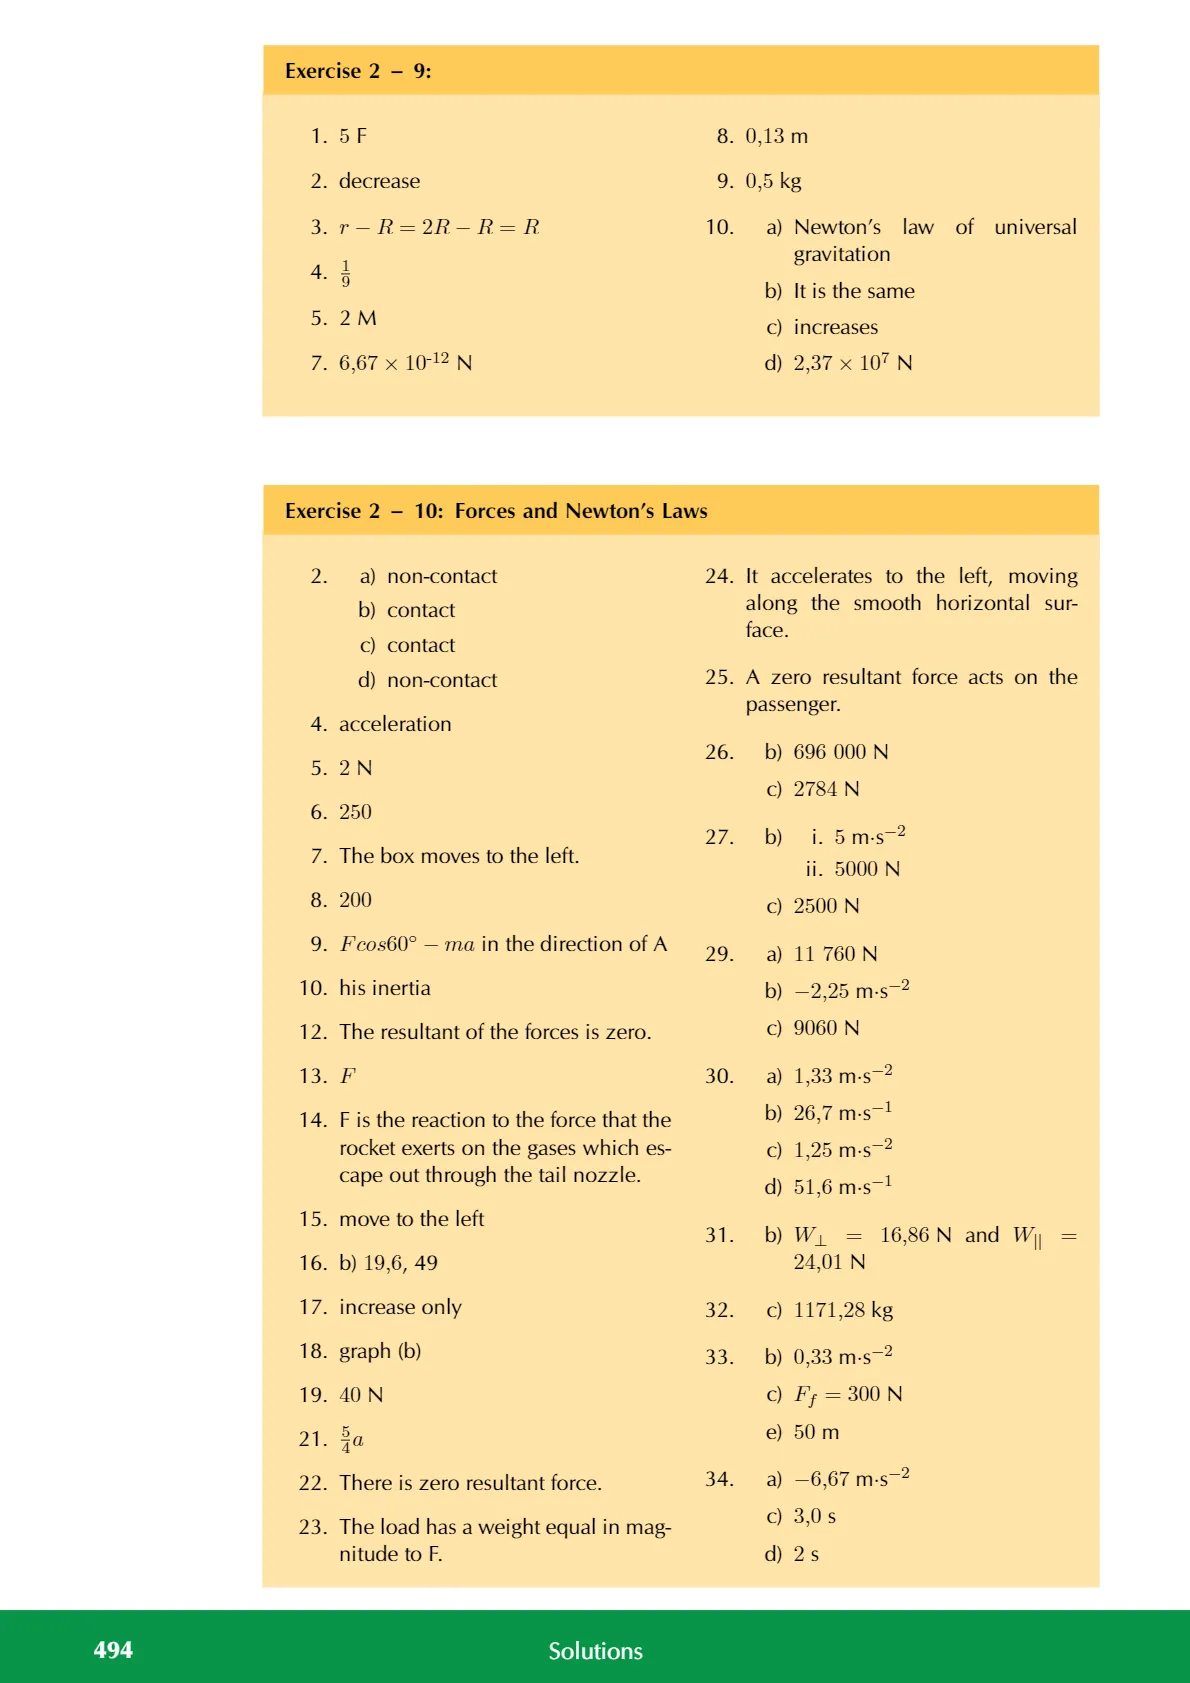 Exercise 2 – 9:
1. 5 F
2. decrease
3. r − R = 2R − R = R
4. 1/9
5. 2 M
7. 6,67 × 10-12 N
8. 0,13 m
9. 0,5 kg
10. a) Newton’s law of universal
gravitation
b) It is the same
c) increases
d) 2,37 × 10⁷ N
Exercise 2 – 10: Forces and Newton’s Laws
2. a) non-contact
b) contact
c) contact
d) non-contact
4. acceleration
5. 2 N
6. 250
7. The box moves to the left.
8. 200
9. Fcos60° − ma in the direction of A
10. his inertia
12. The resultant of the forces is zero.
13. F
14. F is the reaction to the force that the
rocket exerts on the gases which es-
cape out through the tail nozzle.
15. move to the left
16. b) 19,6, 49
17. increase only
18. graph (b)
19. 40 N
21. 5/4 a
22. There is zero resultant force.
23. The load has a weight equal in mag-
nitude to F.
24. It accelerates to the left, moving
along the smooth horizontal sur-
face.
25. A zero resultant force acts on the
passenger.
26. b) 696 000 N
c) 2784 N
27. b) i. 5 m·s⁻²
ii. 5000 N
c) 2500 N
29. a) 11 760 N
b) −2,25 m·s⁻²
c) 9060 N
30. a) 1,33 m·s⁻²
b) 26,7 m·s⁻¹
c) 1,25 m·s⁻²
d) 51,6 m·s⁻¹
31. b) W⊥ = 16,86 N and W|| =
24,01 N
32. c) 1171,28 kg
33. b) 0,33 m·s⁻²
c) Ff = 300 N
e) 50 m
34. a) −6,67 m·s⁻²
c) 3,0 s
d) 2 s
494 Solutions